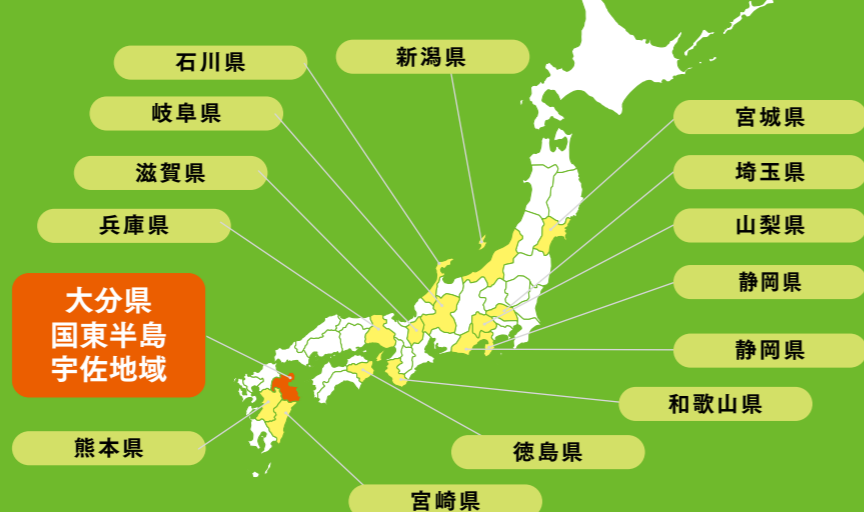 石川県
新潟県
岐阜県
宮城県
滋賀県
埼玉県
兵庫県
山梨県
静岡県
大分県
国東半島
宇佐地域
静岡県
和歌山県
熊本県
徳島県
宮崎県